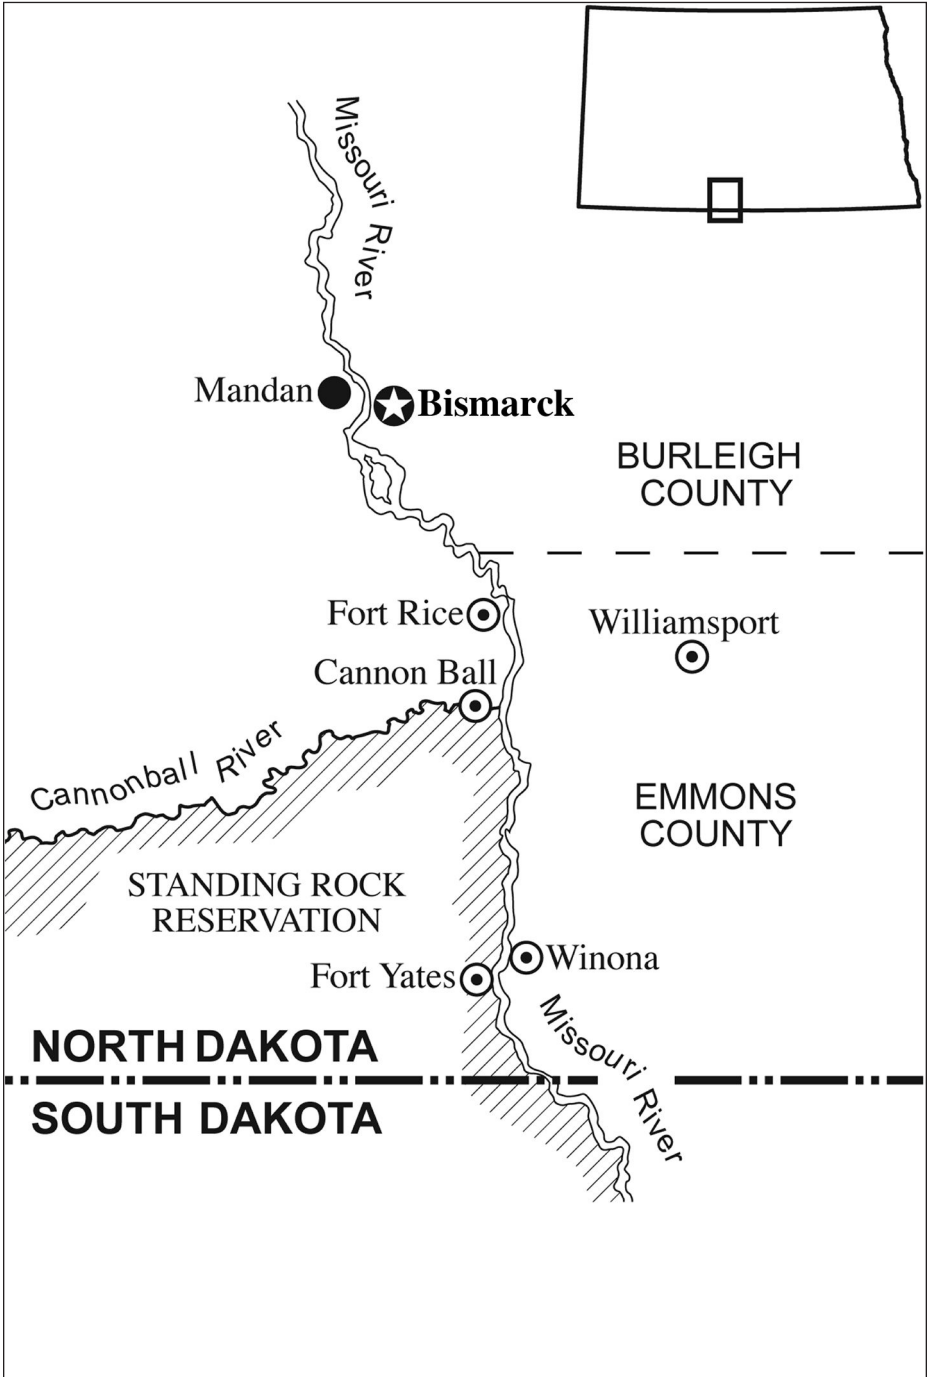 Missouri River
Mandan
Bismarck
BURLEIGH
COUNTY
Fort Rice
Williamsport
Cannon Ball
Cannonball River
EMMONS
COUNTY
STANDING ROCK
RESERVATION
Winona
Fort Yates
Missouri River
NORTH DAKOTA
SOUTH DAKOTA